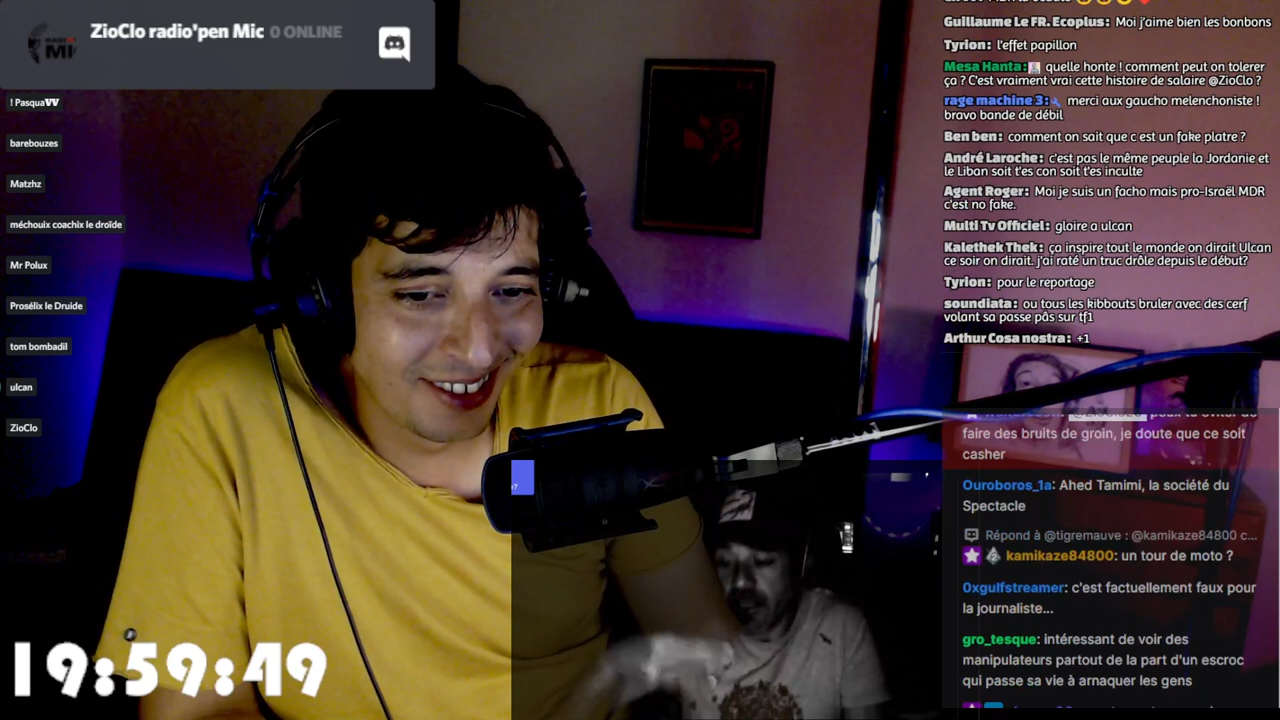 ZioClo radio'pen Mic 0 ONLINE
MI
! PasquaVV
barebouzes
Matzhz
méchouix coachix le droïde
Mr Polux
Prosélix le Druide
tom bombadil
ulcan
ZioClo
19:59:49
Guillaume Le FR. Ecoplus: Moi j'aime bien les bonbons
Tyrion: l'effet papillon
Mesa Hanta: quelle honte ! comment peut on tolerer
ça ? C'est vraiment vrai cette histoire de salaire @ZioClo ?
rage machine 3: merci aux gaucho melenchoniste !
bravo bande de débil
Ben ben: comment on sait que c est un fake platre ?
André Laroche: c'est pas le même peuple la Jordanie et
le Liban soit t'es con soit t'es inculte
Agent Roger: Moi je suis un facho mais pro-Israël MDR
c'est no fake.
Multi Tv Officiel: gloire a ulcan
KalethekThek: ça inspire tout le monde on dirait Ulcan
ce soir on dirait. j'ai raté un truc drôle depuis le début?
Tyrion: pour le reportage
soundiata: ou tous les kibbouts bruler avec des cerf
volant sa passe pâs sur tf1
Arthur Cosa nostra: +1
peux tu éviter de
faire des bruits de groin, je doute que ce soit
casher
Ouroboros_1a: Ahed Tamimi, la société du
Spectacle
Répond à @tigremauve : @kamikaze84800 c...
kamikaze84800: un tour de moto ?
0xgulfstreamer: c'est factuellement faux pour
la journaliste...
gro_tesque: intéressant de voir des
manipulateurs partout de la part d'un escroc
qui passe sa vie à arnaquer les gens